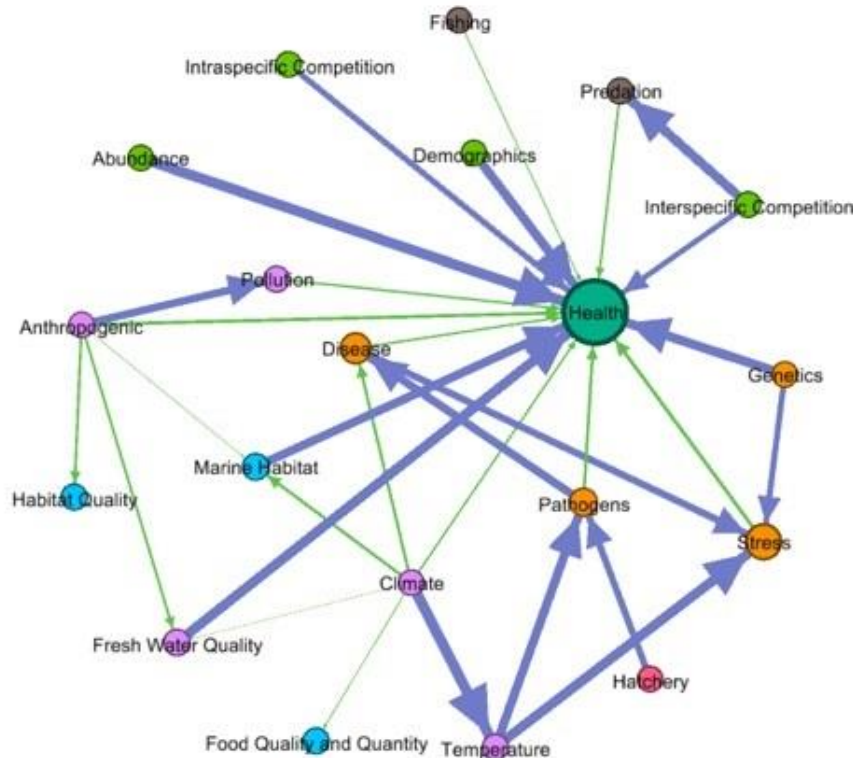 Fishing
Intraspecific Competition
Predation
Abundance
Demographics
Interspecific Competition
Pollution
Health
Anthropogenic
Disease
Genetics
Marine Habitat
Habitat Quality
Pathogens
Stress
Climate
Fresh Water Quality
Hatchery
Food Quality and Quantity
Temperature